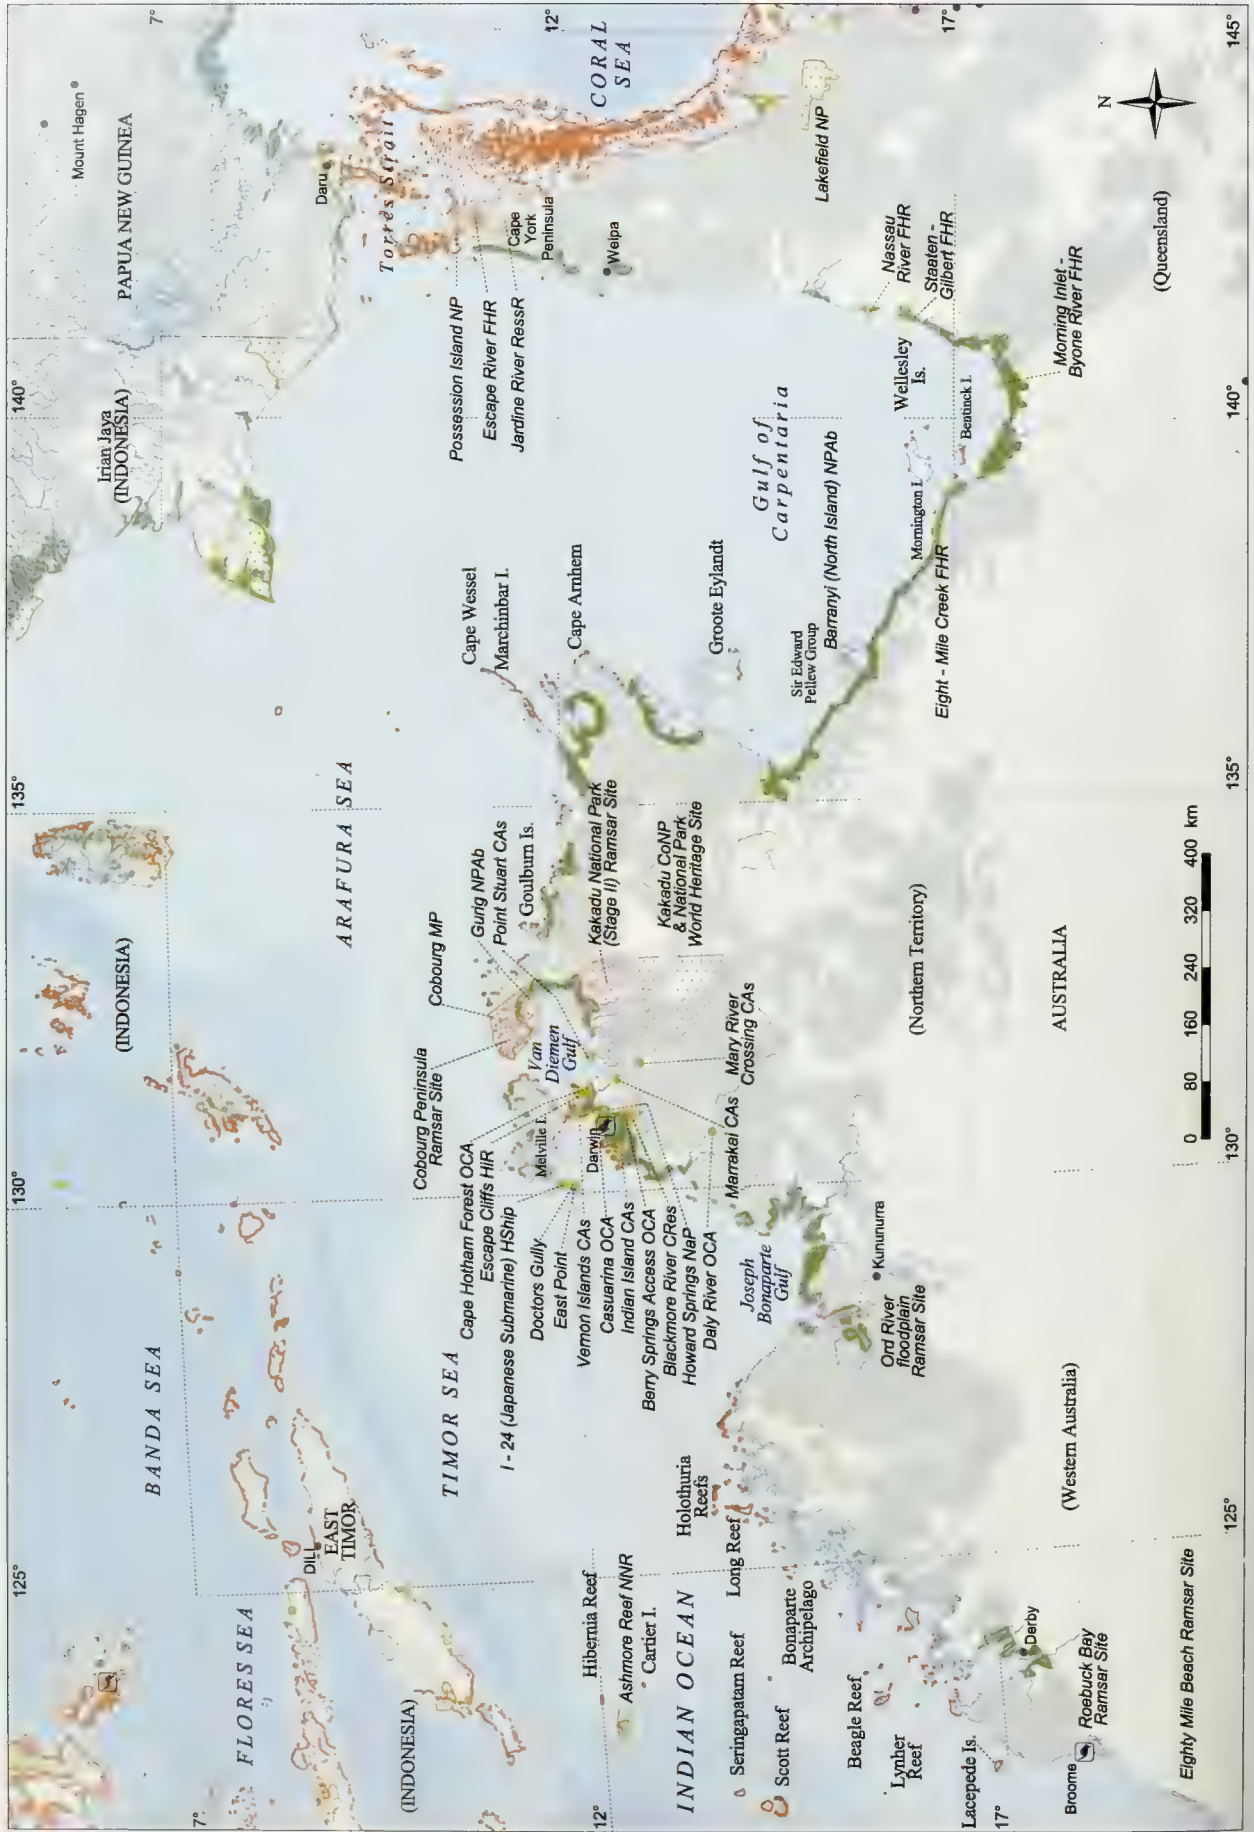 125°
130°
135°
140°
7°
7°
Mount Hagen
PAPUA NEW GUINEA
Irian Jaya
(INDONESIA)
(INDONESIA)
BANDA SEA
FLORES SEA
DILI
EAST
TIMOR
(INDONESIA)
ARAFURA SEA
TIMOR SEA
Daru
Torres Strait
CORAL
SEA
12°
12°
Cape
York
Peninsula
Weipa
Possession Island NP
Escape River FHR
Jardine River RessR
Lakefield NP
Nassau
River FHR
Staaten -
Gilbert FHR
Morning Inlet -
Byone River FHR
Wellesley
Is.
Bentinck I.
Mornington I.
Gulf of
Carpentaria
Eight - Mile Creek FHR
Barranyi (North Island) NPAb
Sir Edward
Pellew Group
Groote Eylandt
Cape Arnhem
Cape Wessel
Marchinbar I.
Cobourg MP
Gurig NPAb
Point Stuart CAs
Goulburn Is.
Kakadu National Park
(Stage II) Ramsar Site
Kakadu CoNP
& National Park
World Heritage Site
Cobourg Peninsula
Ramsar Site
Van
Diemen
Gulf
Melville I.
Darwin
Mary River
Crossing CAs
Marrakai CAs
Cape Hotham Forest OCA
Escape Cliffs HiR
I - 24 (Japanese Submarine) HShip
Doctors Gully
East Point
Vernon Islands CAs
Casuarina OCA
Indian Island CAs
Berry Springs Access OCA
Blackmore River CRes
Howard Springs NaP
Daly River OCA
Joseph
Bonaparte
Gulf
Kununurra
Ord River
floodplain
Ramsar Site
Hibernia Reef
Ashmore Reef NNR
Cartier I.
INDIAN OCEAN
Holothuria
Reefs
Long Reef
Seringapatam Reef
Scott Reef
Bonaparte
Archipelago
Beagle Reef
Lynher
Reef
Lacepede Is.
Derby
Broome
Roebuck Bay
Ramsar Site
Eighty Mile Beach Ramsar Site
17°
17°
(Western Australia)
(Northern Territory)
AUSTRALIA
(Queensland)
N
0 80 160 240 320 400 km
125°
130°
135°
140°
145°